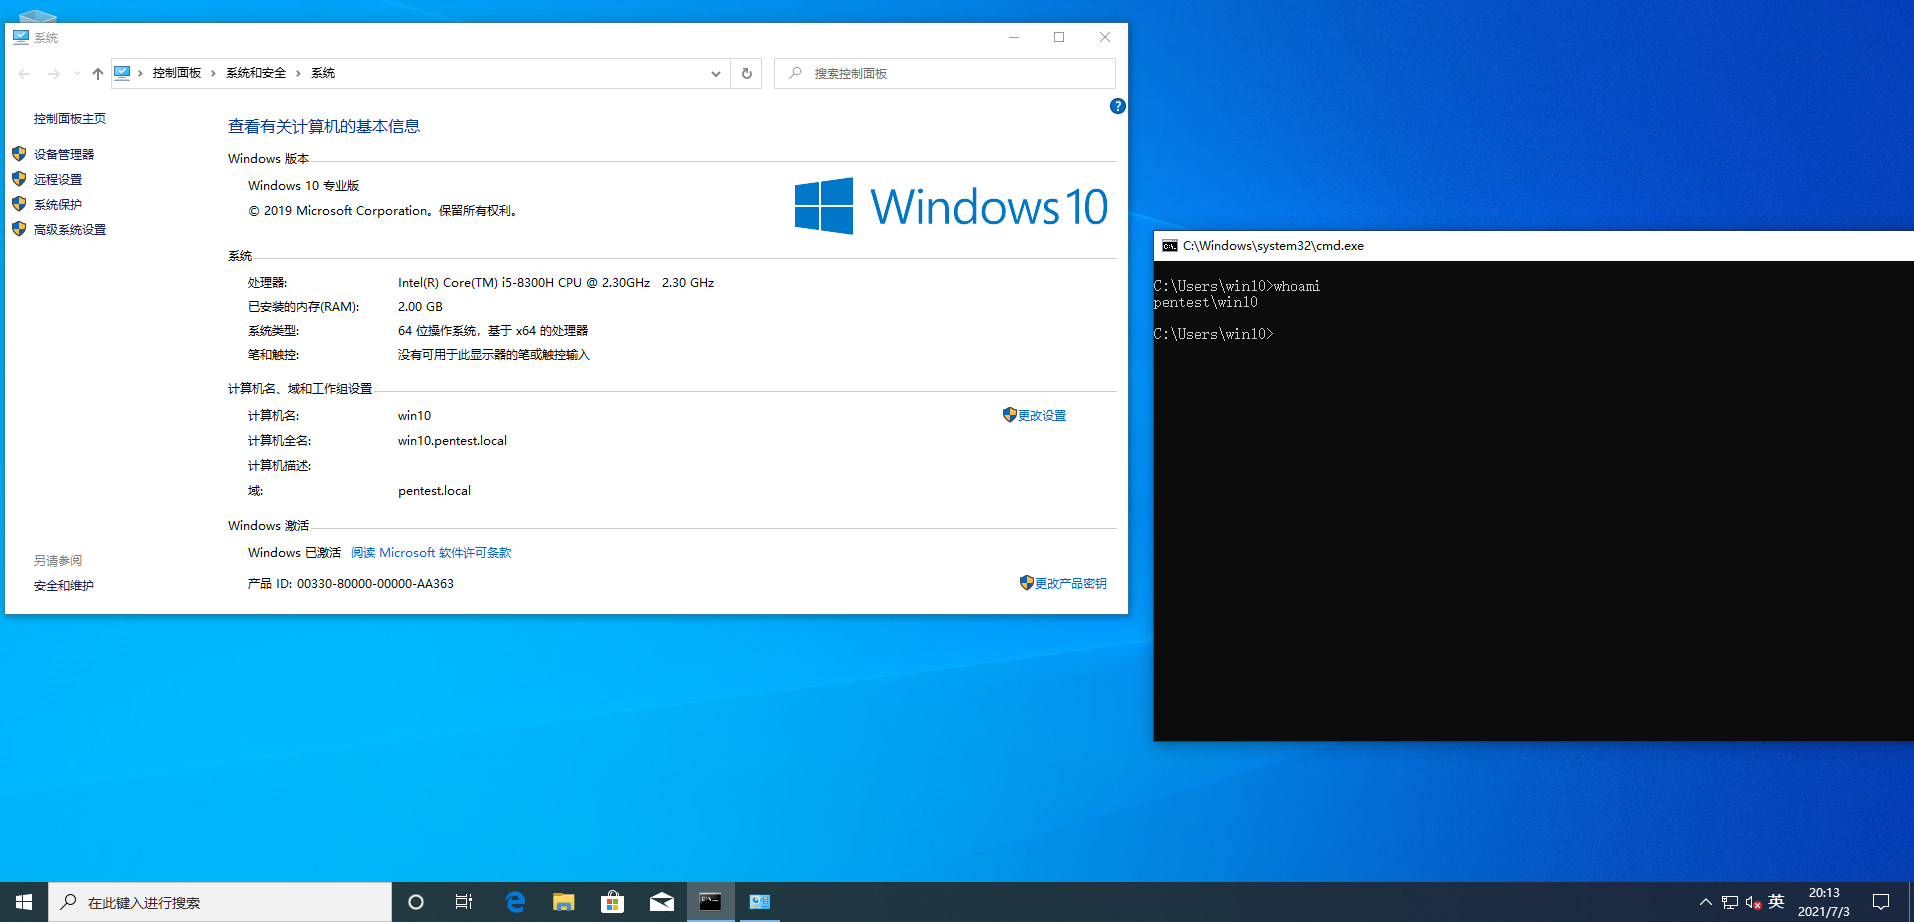 系统
控制面板 › 系统和安全 › 系统
搜索控制面板
控制面板主页
设备管理器
远程设置
系统保护
高级系统设置
另请参阅
安全和维护
查看有关计算机的基本信息
Windows 版本
Windows 10 专业版
© 2019 Microsoft Corporation。保留所有权利。
Windows 10
系统
处理器: Intel(R) Core(TM) i5-8300H CPU @ 2.30GHz 2.30 GHz
已安装的内存(RAM): 2.00 GB
系统类型: 64 位操作系统, 基于 x64 的处理器
笔和触控: 没有可用于此显示器的笔或触控输入
计算机名、域和工作组设置
计算机名: win10 更改设置
计算机全名: win10.pentest.local
计算机描述:
域: pentest.local
Windows 激活
Windows 已激活 阅读 Microsoft 软件许可条款
产品 ID: 00330-80000-00000-AA363 更改产品密钥
C:\Windows\system32\cmd.exe
C:\Users\win10>whoami
pentest\win10
C:\Users\win10>
在此键入进行搜索
英
20:13
2021/7/3